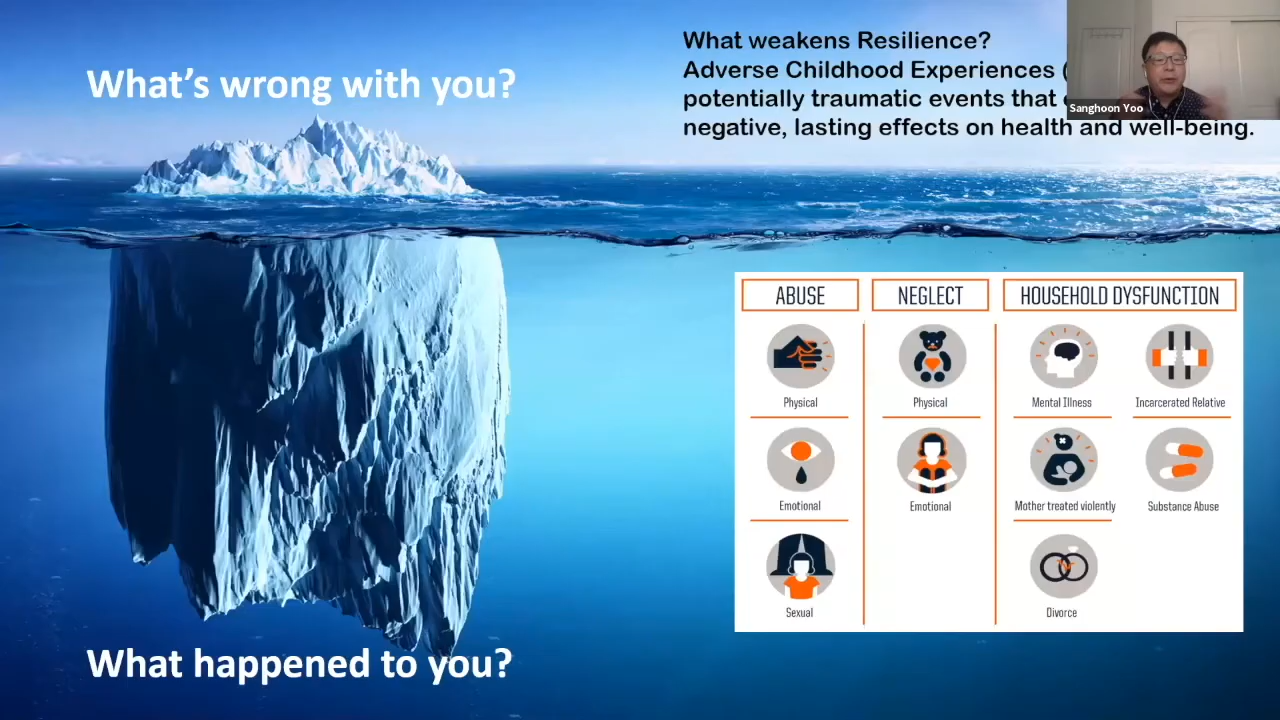 What's wrong with you?
What weakens Resilience?
Adverse Childhood Experiences (
potentially traumatic events that
negative, lasting effects on health and well-being.
Sanghoon Yoo
ABUSE
NEGLECT
HOUSEHOLD DYSFUNCTION
Physical
Physical
Mental Illness
Incarcerated Relative
Emotional
Emotional
Mother treated violently
Substance Abuse
Sexual
Divorce
What happened to you?